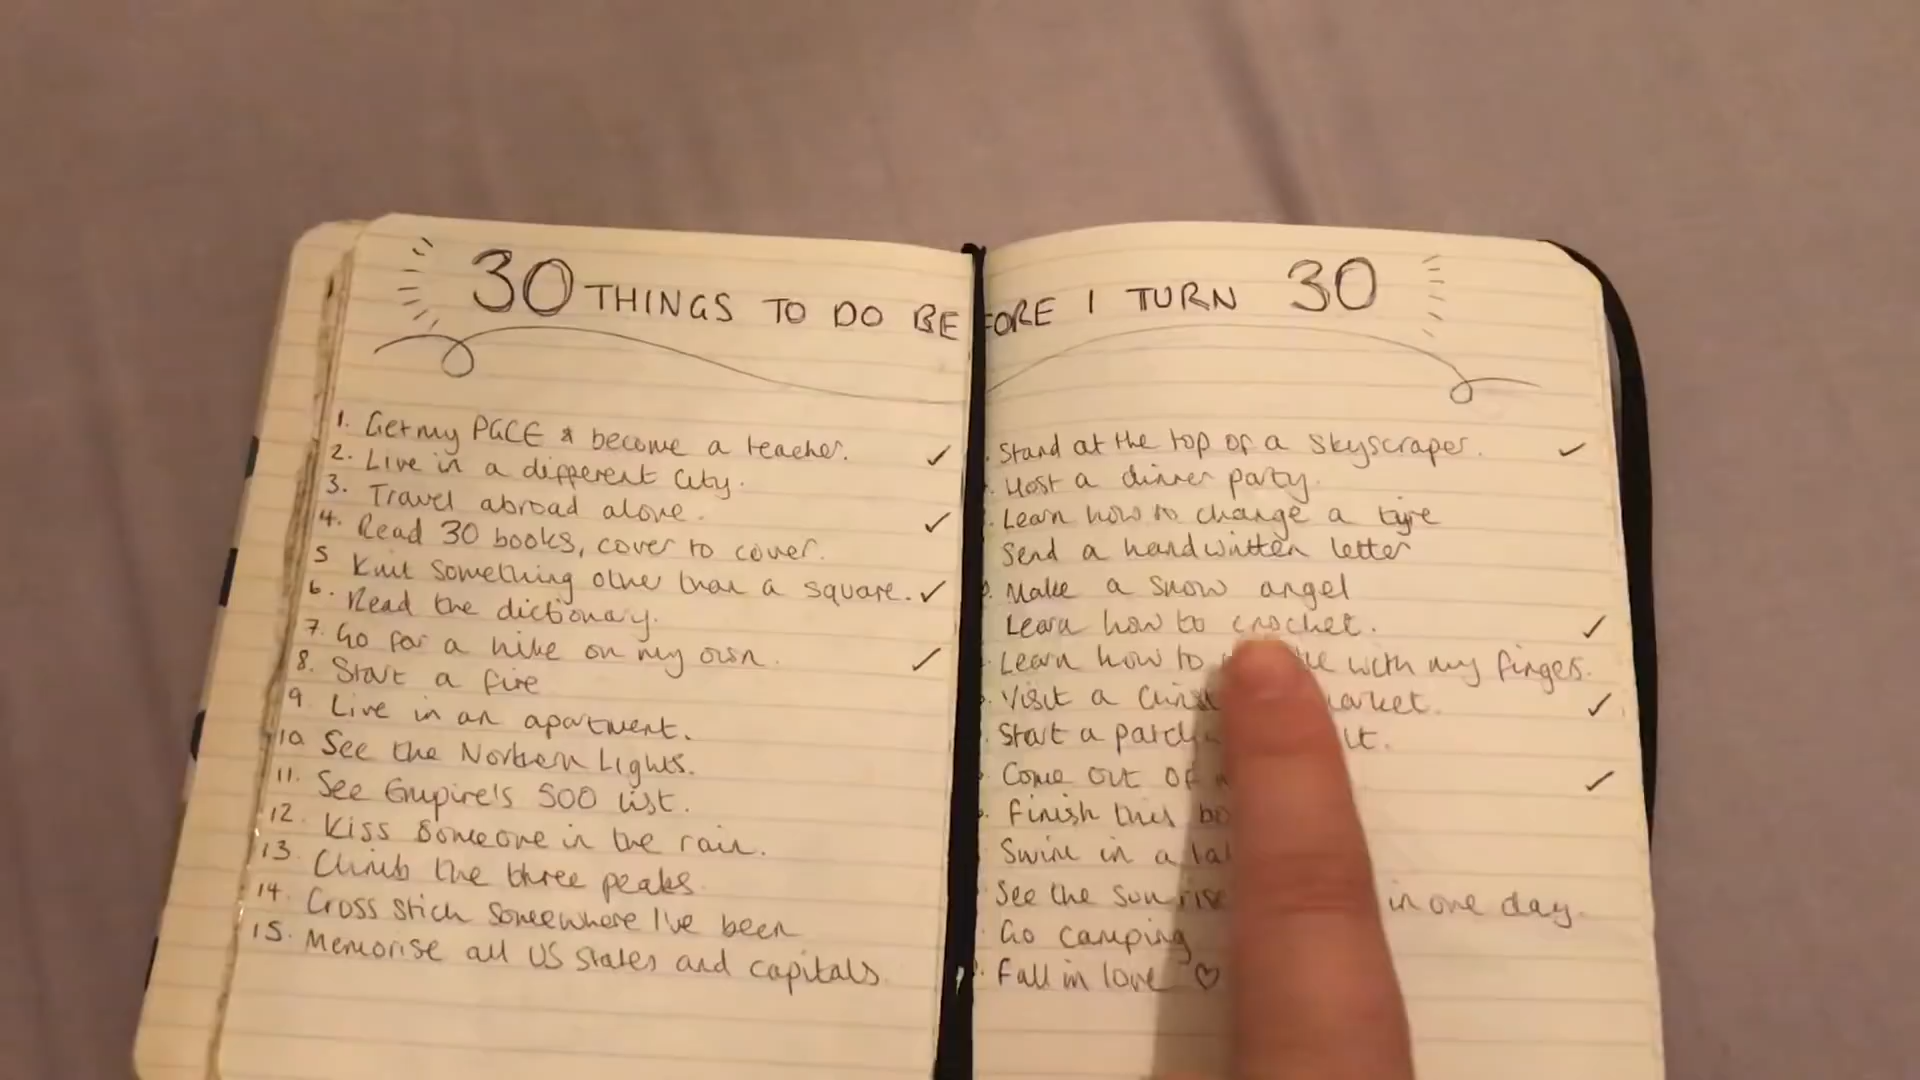 30 THINGS TO DO BEFORE I TURN 30
1. Get my PGCE & become a teacher. ✓
2. Live in a different city.
3. Travel abroad alone. ✓
4. Read 30 books, cover to cover.
5 Knit something other than a square. ✓
6. Read the dictionary.
7. Go for a hike on my own. ✓
8. Start a fire
9 Live in an apartment.
10. See the Northern Lights.
11. See Empire's 500 list.
12. Kiss someone in the rain.
13. Climb the three peaks.
14. Cross stich somewhere I've been
15. Memorise all US states and capitals.
Stand at the top of a skyscraper. ✓
Host a dinner party.
Learn how to change a tyre
Send a handwritten letter
Make a snow angel
Learn how to crochet. ✓
Learn how to with my fingers.
Visit a market. ✓
Start a
Come out of ✓
Finish this
Swim in a
See the sunrise in one day.
Go camping
Fall in love ♡